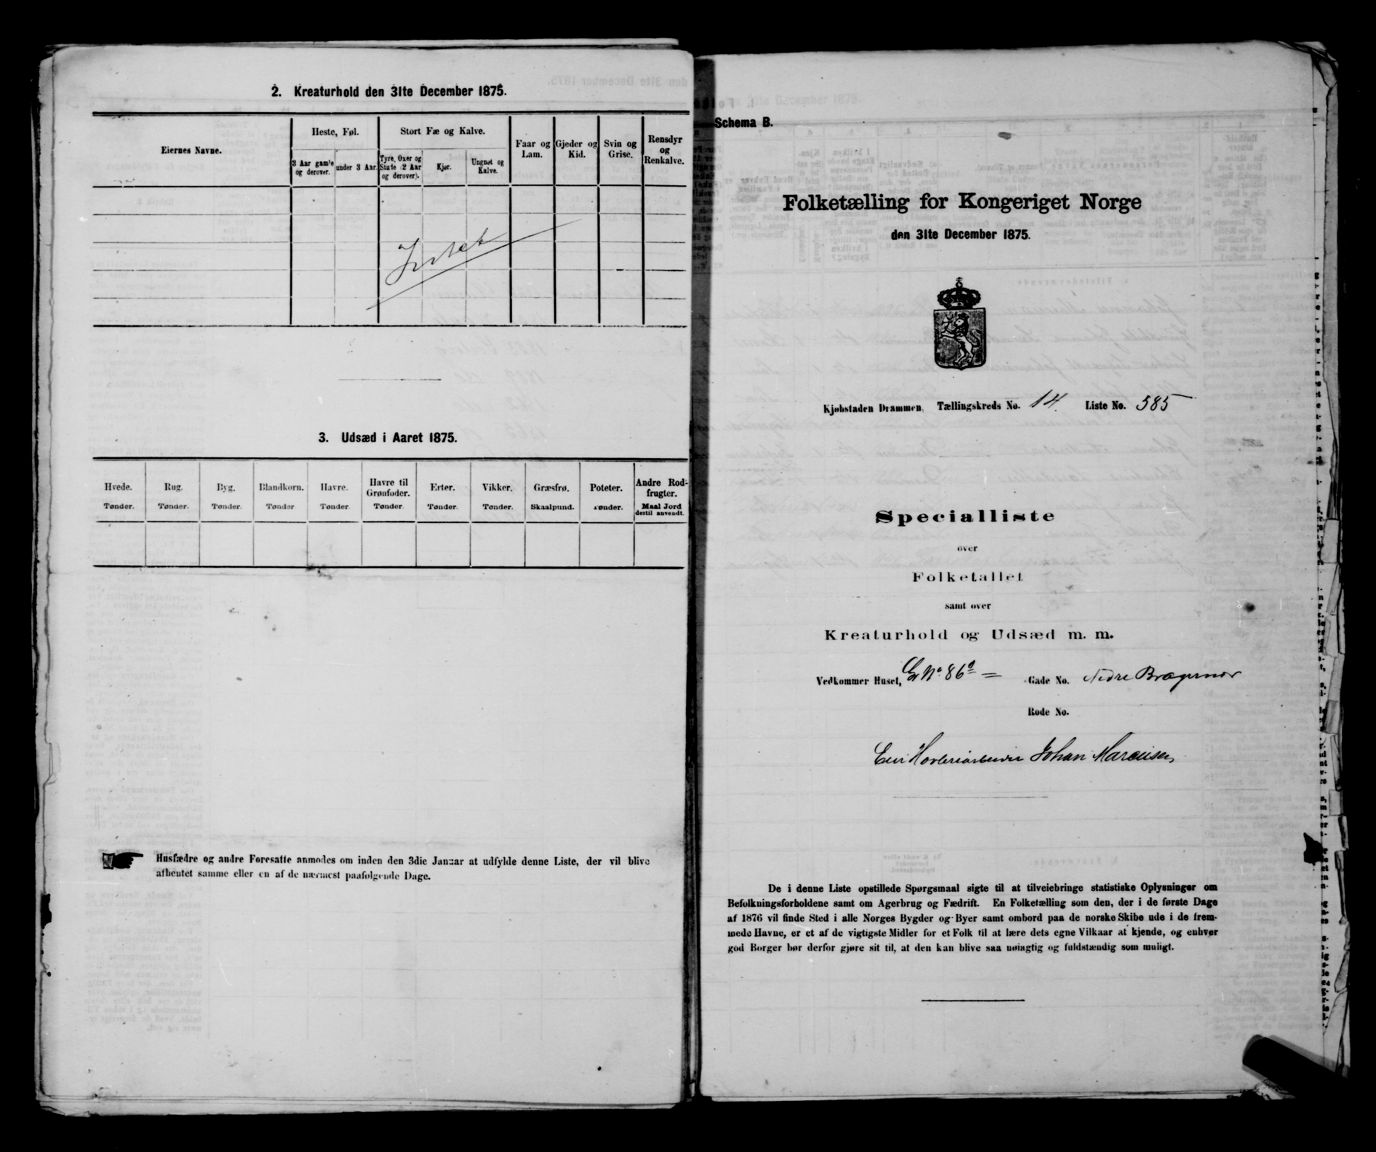 2. Kreaturhold den 31te December 1875.
Eiernes Navne.
Heste, Føl.
Stort Fæ og Kalve.
Faar og Lam.
Gjeder og Kid.
Svin og Grise.
Rensdyr og Renkalve.
3 Aar gamle og derover.
under 3 Aar.
Tyre, Oxer og Stude (2 Aar og derover).
Kjør.
Ungnøt og Kalve.
Intet
3. Udsæd i Aaret 1875.
Hvede. Rug. Byg. Blandkorn. Havre. Havre til Grønfoder. Erter. Vikker. Græsfrø. Poteter. Andre Rodfrugter.
Tønder. Tønder. Tønder. Tønder Tønder. Tønder. Tønder. Tønder. Skaalpund. Tønder. Maal Jord dertil anvendt.
Husfædre og andre Foresatte anmodes om inden den 3die Januar at udfylde denne Liste, der vil blive
afhentet samme eller en af de nærmest paafølgende Dage.
Schema B.
Folketælling for Kongeriget Norge
den 31te December 1875.
Kjøbstaden Drammen. Tællingskreds No. 14. Liste No. 585
Specialliste
over
Folketallet
samt over
Kreaturhold og Udsæd m. m.
Vedkommer Huset, G No 86a = Gade No. Nedre Bragernes
Rode No.
Eier Høvleriarbeider Johan Marcusen
De i denne Liste opstillede Spørgsmaal sigte til at tilveiebringe statistiske Oplysninger om
Befolkningsforholdene samt om Agerbrug og Fædrift. En Folketælling som den, der i de første Dage
af 1876 vil finde Sted i alle Norges Bygder og Byer samt ombord paa de norske Skibe ude i de frem-
mede Havne, er et af de vigtigste Midler for et Folk til at lære dets egne Vilkaar at kjende, og enhver
god Borger bør derfor gjøre sit til, at den kan blive saa nøiagtig og fuldstændig som muligt.